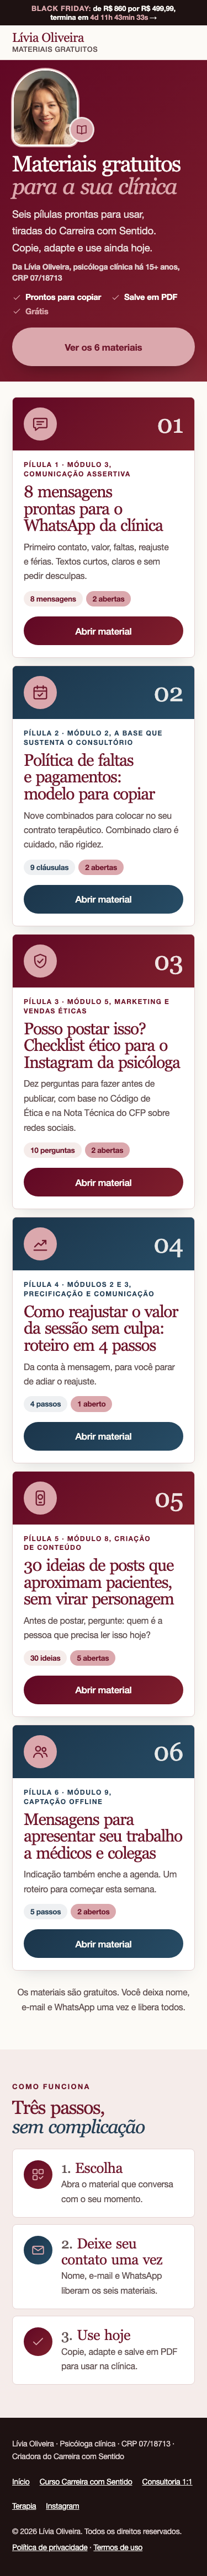 BLACK FRIDAY: de R$ 860 por R$ 499,99,
termina em 4d 11h 43min 33s →
Lívia Oliveira
MATERIAIS GRATUITOS
Materiais gratuitos
para a sua clínica
Seis pílulas prontas para usar,
tiradas do Carreira com Sentido.
Copie, adapte e use ainda hoje.
Da Lívia Oliveira, psicóloga clínica há 15+ anos,
CRP 07/18713
Prontos para copiar
Salve em PDF
Grátis
Ver os 6 materiais
01
PÍLULA 1 · MÓDULO 3,
COMUNICAÇÃO ASSERTIVA
8 mensagens
prontas para o
WhatsApp da clínica
Primeiro contato, valor, faltas, reajuste
e férias. Textos curtos, claros e sem
pedir desculpas.
8 mensagens
2 abertas
Abrir material
02
PÍLULA 2 · MÓDULO 2, A BASE QUE
SUSTENTA O CONSULTÓRIO
Política de faltas
e pagamentos:
modelo para copiar
Nove combinados para colocar no seu
contrato terapêutico. Combinado claro é
cuidado, não rigidez.
9 cláusulas
2 abertas
Abrir material
03
PÍLULA 3 · MÓDULO 5, MARKETING E
VENDAS ÉTICAS
Posso postar isso?
Checklist ético para o
Instagram da psicóloga
Dez perguntas para fazer antes de
publicar, com base no Código de
Ética e na Nota Técnica do CFP sobre
redes sociais.
10 perguntas
2 abertas
Abrir material
04
PÍLULA 4 · MÓDULOS 2 E 3,
PRECIFICAÇÃO E COMUNICAÇÃO
Como reajustar o valor
da sessão sem culpa:
roteiro em 4 passos
Da conta à mensagem, para você parar
de adiar o reajuste.
4 passos
1 aberto
Abrir material
05
PÍLULA 5 · MÓDULO 8, CRIAÇÃO
DE CONTEÚDO
30 ideias de posts que
aproximam pacientes,
sem virar personagem
Antes de postar, pergunte: quem é a
pessoa que precisa ler isso hoje?
30 ideias
5 abertas
Abrir material
06
PÍLULA 6 · MÓDULO 9,
CAPTAÇÃO OFFLINE
Mensagens para
apresentar seu trabalho
a médicos e colegas
Indicação também enche a agenda. Um
roteiro para começar esta semana.
5 passos
2 abertos
Abrir material
Os materiais são gratuitos. Você deixa nome,
e-mail e WhatsApp uma vez e libera todos.
COMO FUNCIONA
Três passos,
sem complicação
1. Escolha
Abra o material que conversa
com o seu momento.
2. Deixe seu
contato uma vez
Nome, e-mail e WhatsApp
liberam os seis materiais.
3. Use hoje
Copie, adapte e salve em PDF
para usar na clínica.
Lívia Oliveira · Psicóloga clínica · CRP 07/18713 ·
Criadora do Carreira com Sentido
Início Curso Carreira com Sentido Consultoria 1:1
Terapia Instagram
© 2026 Lívia Oliveira. Todos os direitos reservados.
Política de privacidade · Termos de uso